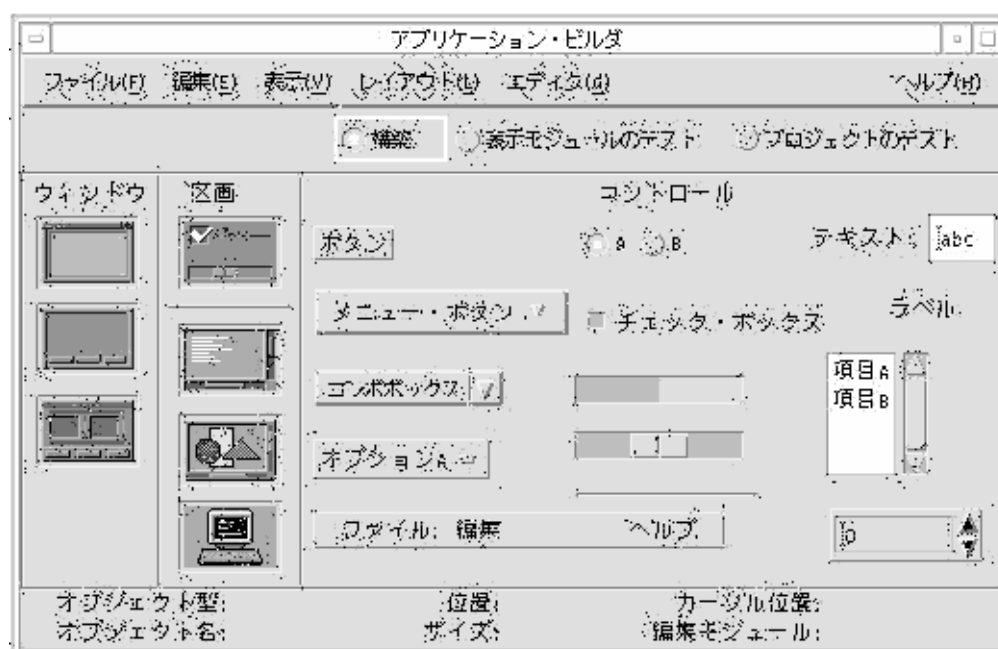 アプリケーション・ビルダ
ファイル(F) 編集(E) 表示(V) レイアウト(L) エディタ(d) ヘルプ(H)
構築 表示モジュールのテスト プロジェクトのテスト
ウィンドウ 区画 コントロール
ボタン A B テキスト: abc
メニュー・ボタン チェック・ボックス ラベル
コンボボックス 項目A
項目B
オプション A
ファイル: 編集 ヘルプ 0
オブジェクト型: 位置: カーソル位置:
オブジェクト名: サイズ: 編集モジュール: